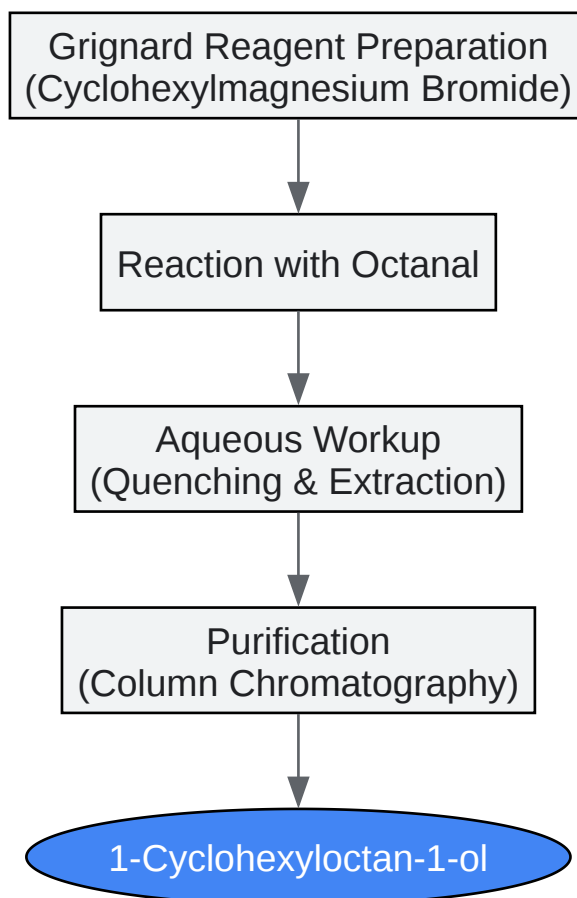 Grignard Reagent Preparation
(Cyclohexylmagnesium Bromide)
Reaction with Octanal
Aqueous Workup
(Quenching & Extraction)
Purification
(Column Chromatography)
1-Cyclohexyloctan-1-ol